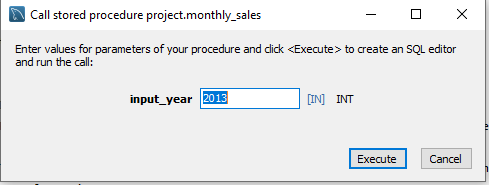 Call stored procedure project.monthly_sales
Enter values for parameters of your procedure and click <Execute> to create an SQL editor
and run the call:
input_year 2013 [IN] INT
Execute Cancel